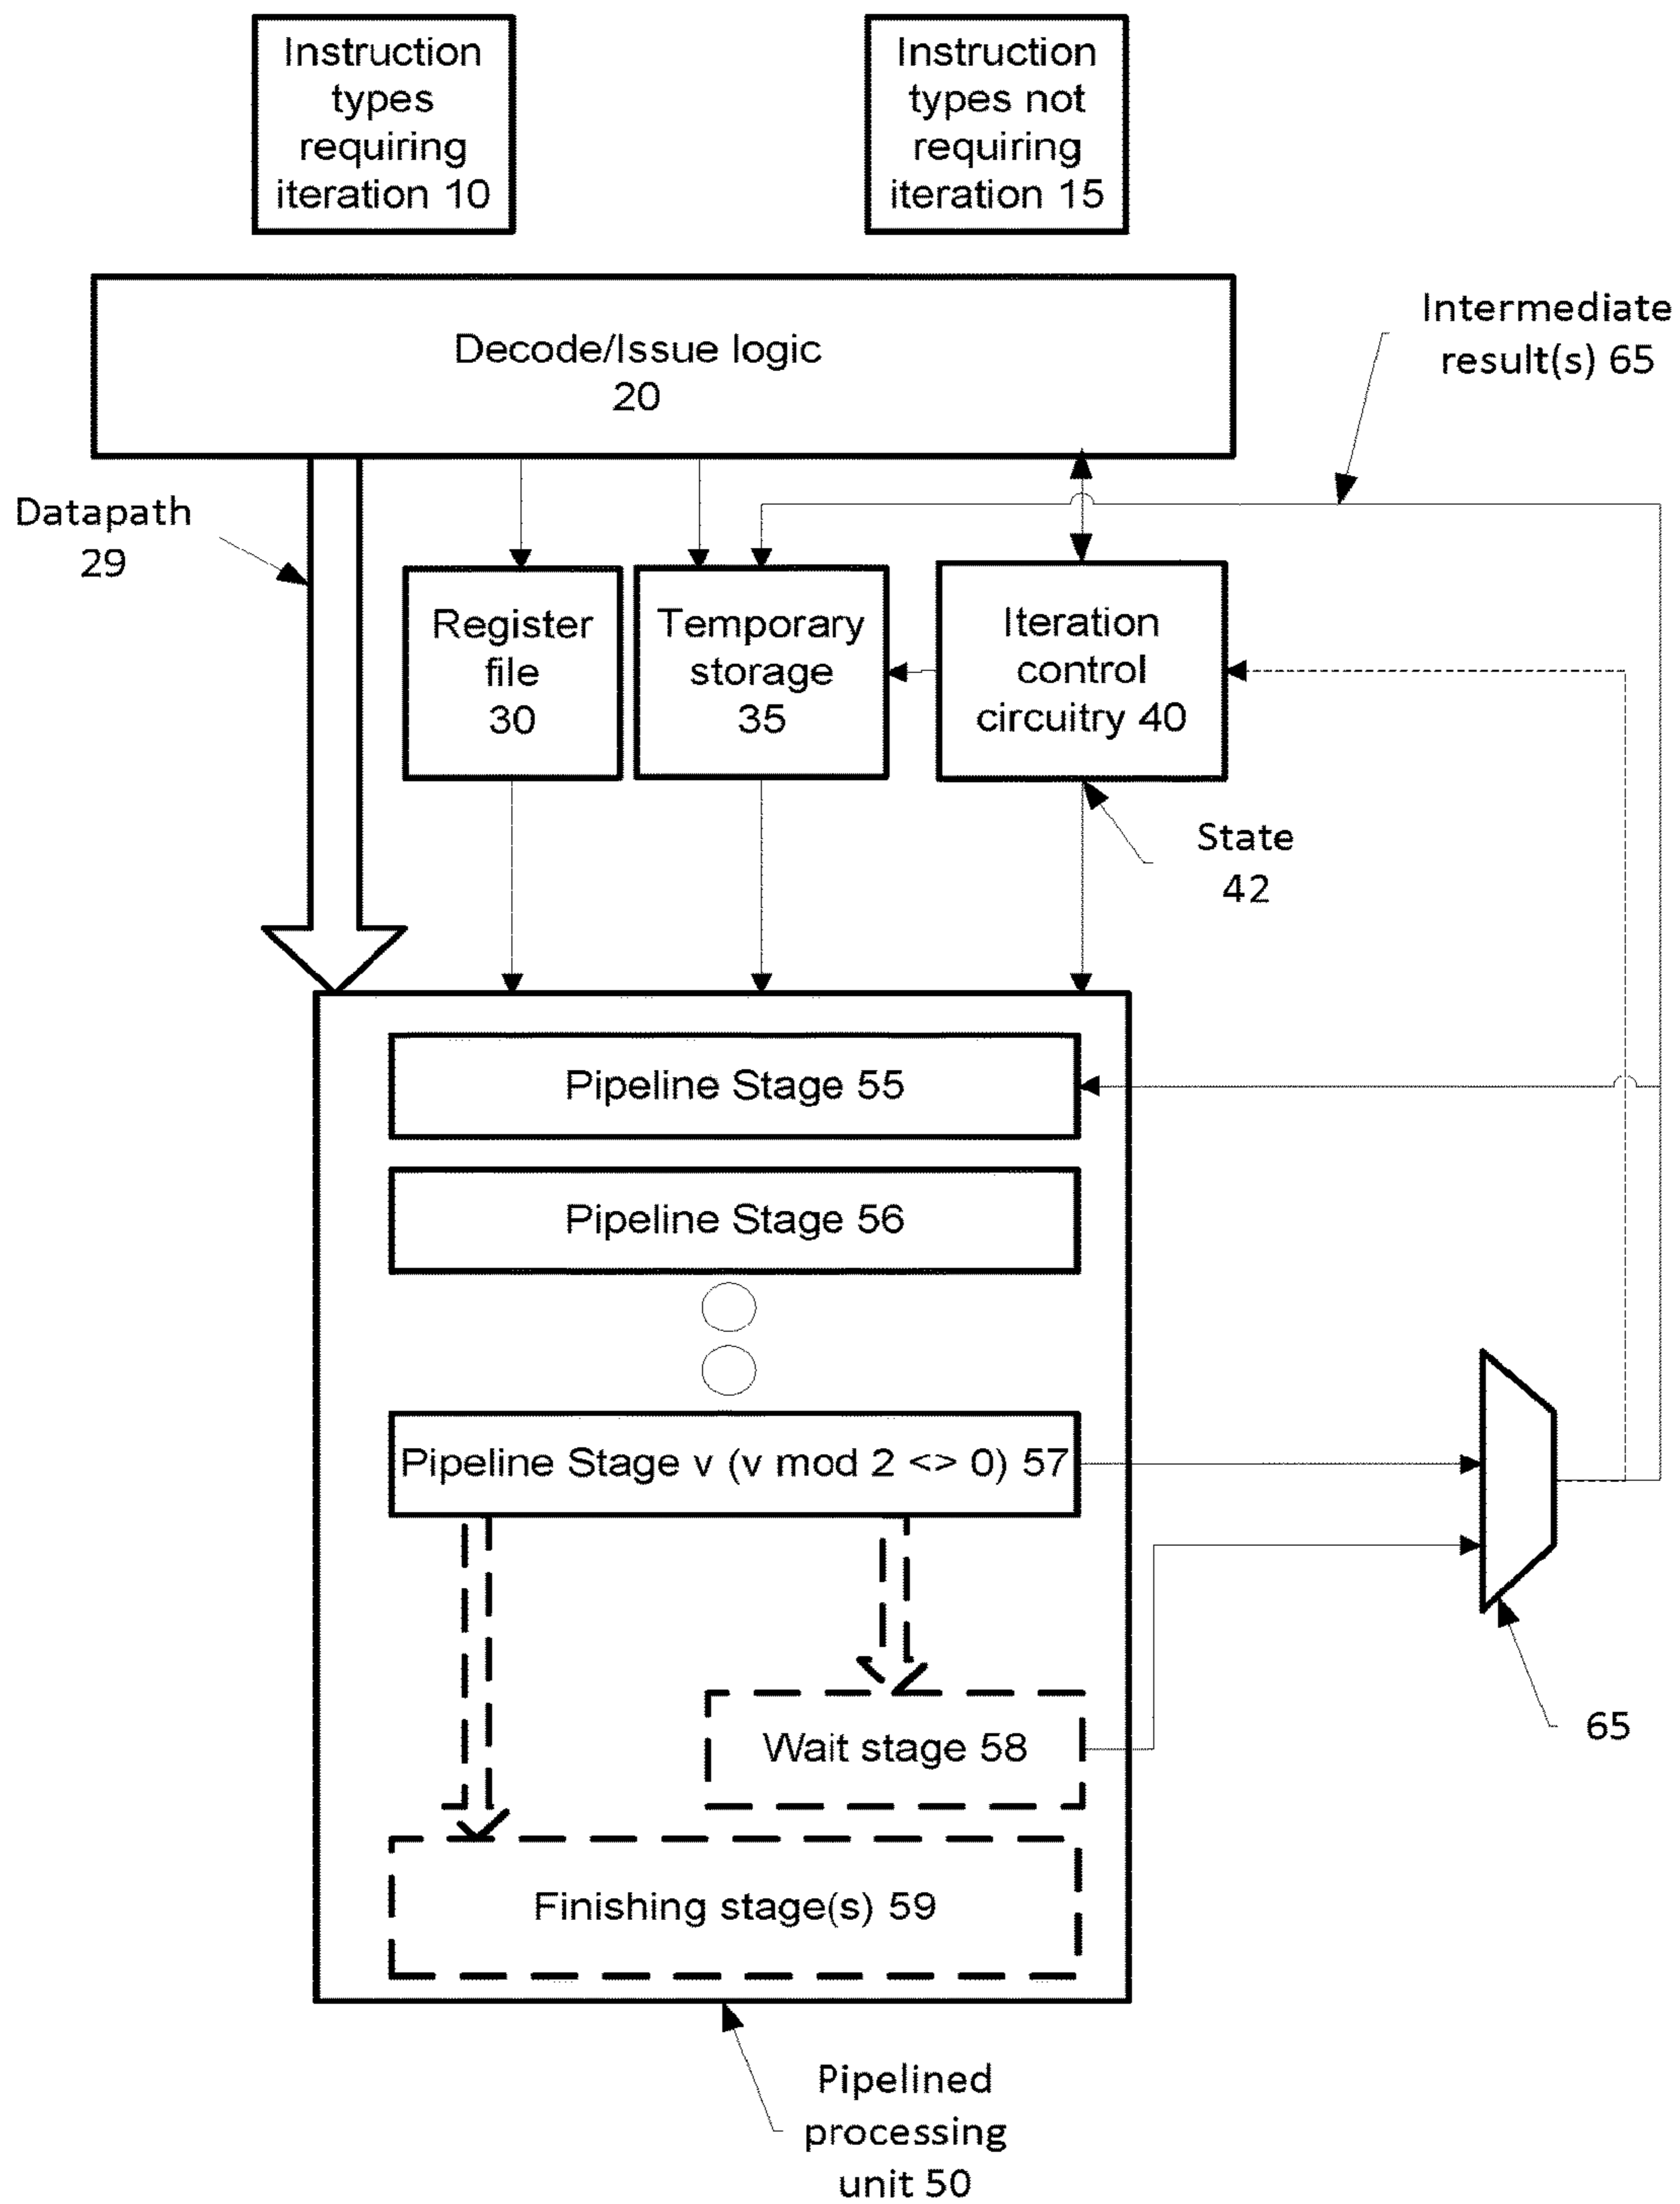 Instruction
types
requiring
iteration 10
Instruction
types not
requiring
iteration 15
Decode/Issue logic
20
Intermediate
result(s) 65
Datapath
29
Register
file
30
Temporary
storage
35
Iteration
control
circuitry 40
State
42
Pipeline Stage 55
Pipeline Stage 56
Pipeline Stage v (v mod 2 <> 0) 57
Wait stage 58
65
Finishing stage(s) 59
Pipelined
processing
unit 50